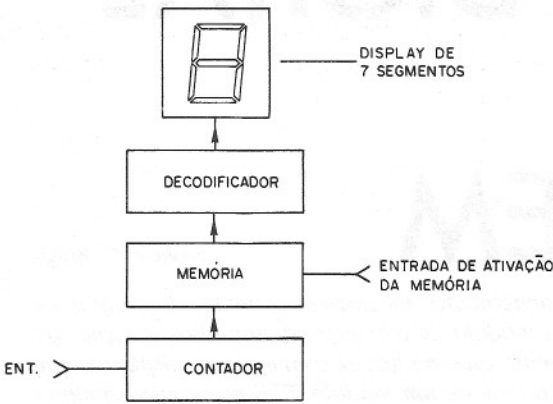 DISPLAY DE
7 SEGMENTOS
DECODIFICADOR
MEMÓRIA
ENTRADA DE ATIVAÇÃO
DA MEMÓRIA
ENT.
CONTADOR